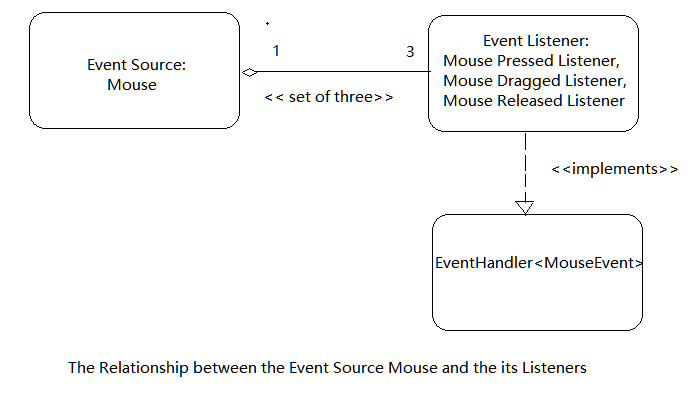 Event Source:
Mouse
1
3
<< set of three>>
Event Listener:
Mouse Pressed Listener,
Mouse Dragged Listener,
Mouse Released Listener
<<implements>>
EventHandler<MouseEvent>
The Relationship between the Event Source Mouse and the its Listeners